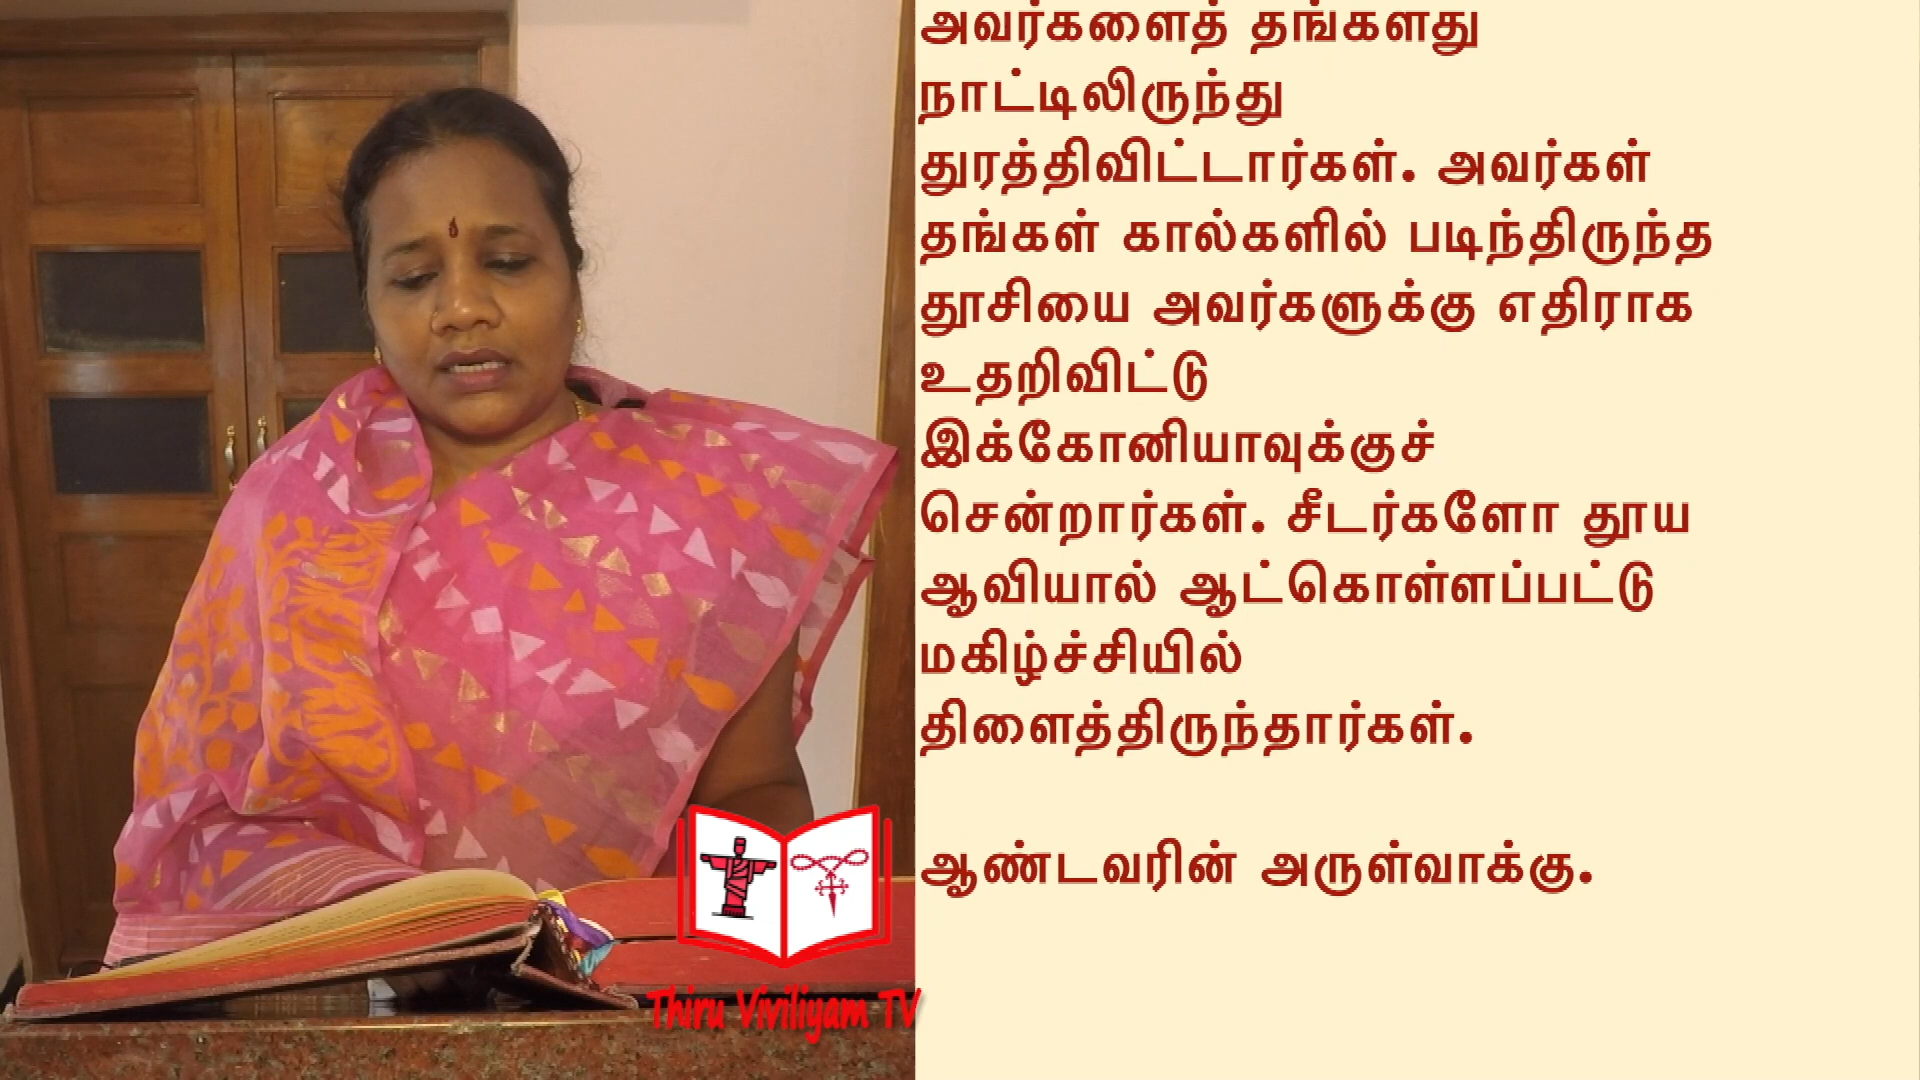 அவர்களைத் தங்களது
நாட்டிலிருந்து
துரத்திவிட்டார்கள். அவர்கள்
தங்கள் கால்களில் படிந்திருந்த
தூசியை அவர்களுக்கு எதிராக
உதறிவிட்டு
இக்கோனியாவுக்குச்
சென்றார்கள். சீடர்களோ தூய
ஆவியால் ஆட்கொள்ளப்பட்டு
மகிழ்ச்சியில்
திளைத்திருந்தார்கள்.
ஆண்டவரின் அருள்வாக்கு.
Thiru Viviliyam TV